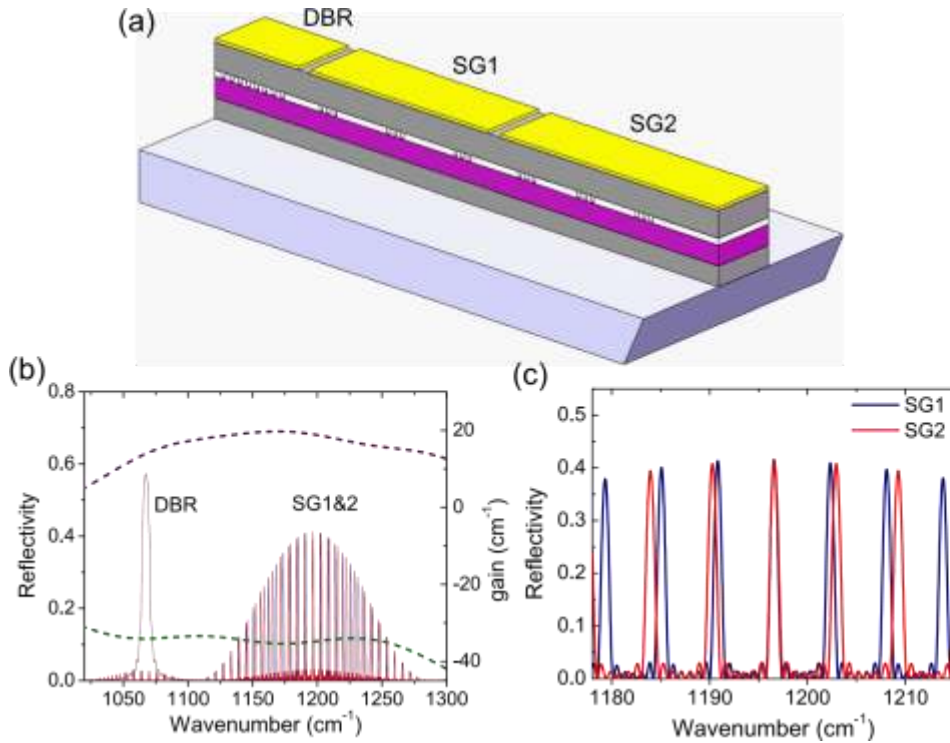 (a)
DBR
SG1
SG2
(b)
0.8
0.6
0.4
0.2
0.0
Reflectivity
DBR
SG1&2
20
0
-20
-40
gain (cm⁻¹)
1050 1100 1150 1200 1250 1300
Wavenumber (cm⁻¹)
(c)
0.5
0.4
0.3
0.2
0.1
0.0
Reflectivity
SG1
SG2
1180 1190 1200 1210
Wavenumber (cm⁻¹)